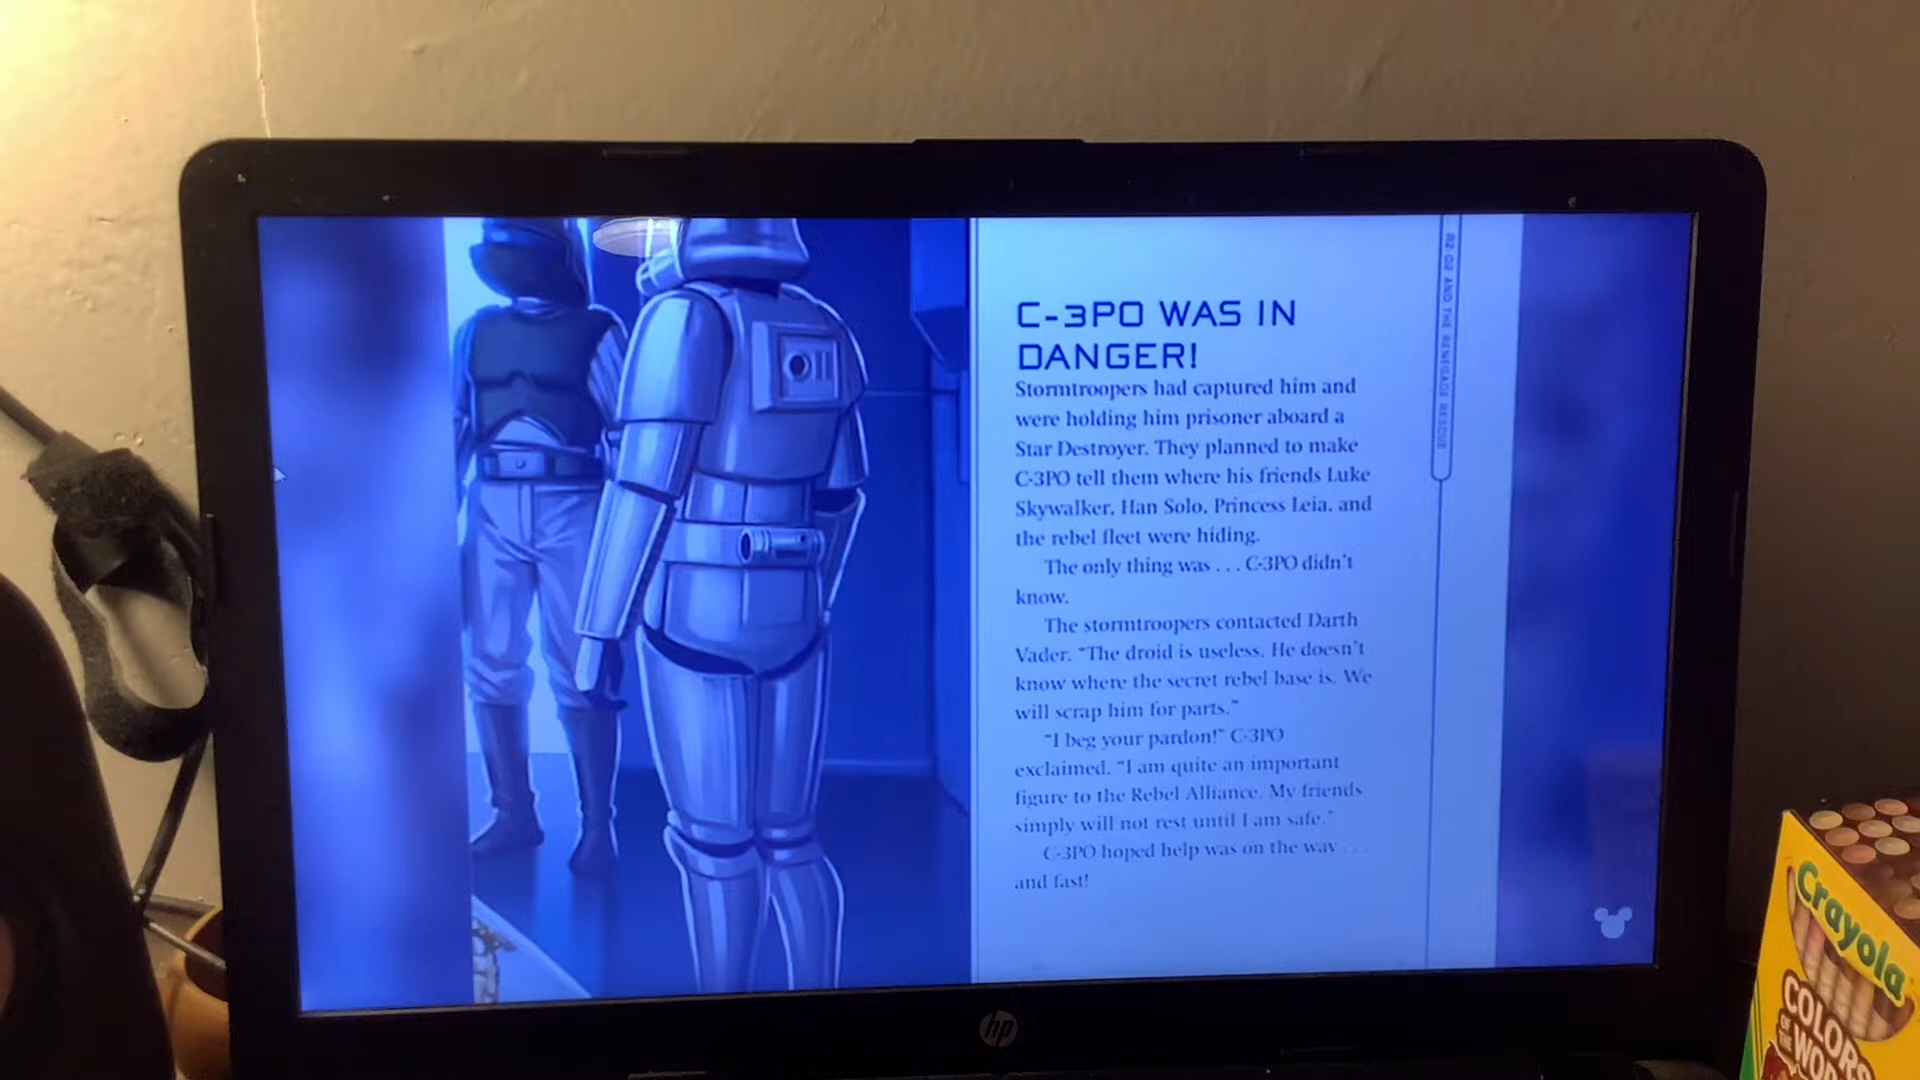 C-3PO WAS IN
DANGER!
Stormtroopers had captured him and
were holding him prisoner aboard a
Star Destroyer. They planned to make
C-3PO tell them where his friends Luke
Skywalker, Han Solo, Princess Leia, and
the rebel fleet were hiding.
The only thing was . . . C-3PO didn't
know.
The stormtroopers contacted Darth
Vader. "The droid is useless. He doesn't
know where the secret rebel base is. We
will scrap him for parts."
"I beg your pardon!" C-3PO
exclaimed. "I am quite an important
figure to the Rebel Alliance. My friends
simply will not rest until I am safe."
C-3PO hoped help was on the way . . .
and fast!
R2-D2 AND THE RENEGADE RESCUE
hp
Crayola
COLORS
OF
THE
WOR